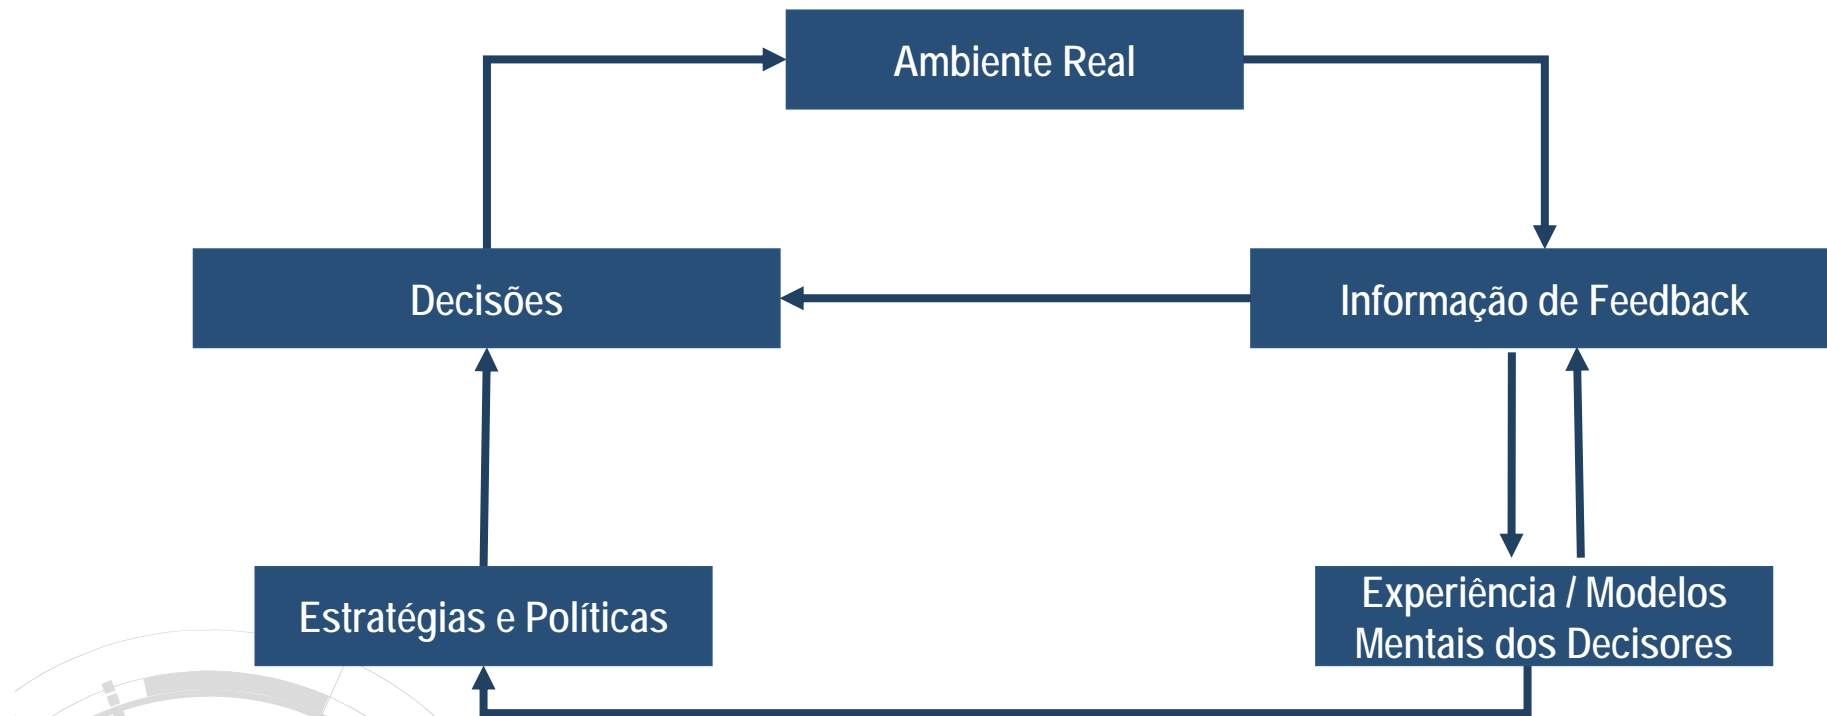 Ambiente Real
Decisões
Informação de Feedback
Estratégias e Políticas
Experiência / Modelos
Mentais dos Decisores